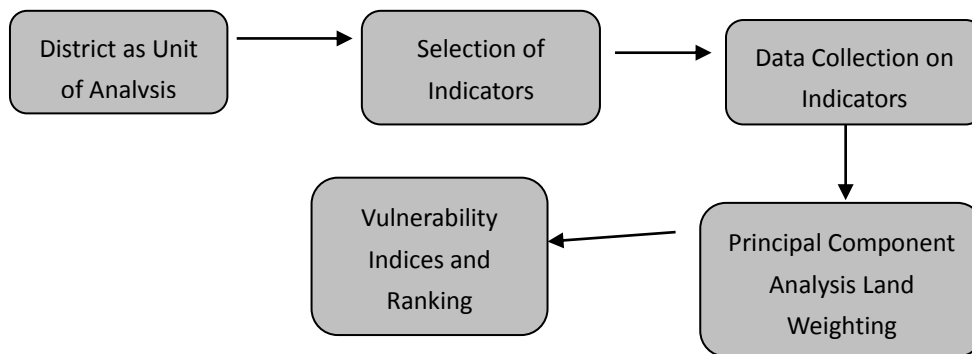 District as Unit
of Analysis
Selection of
Indicators
Data Collection on
Indicators
Vulnerability
Indices and
Ranking
Principal Component
Analysis Land
Weighting